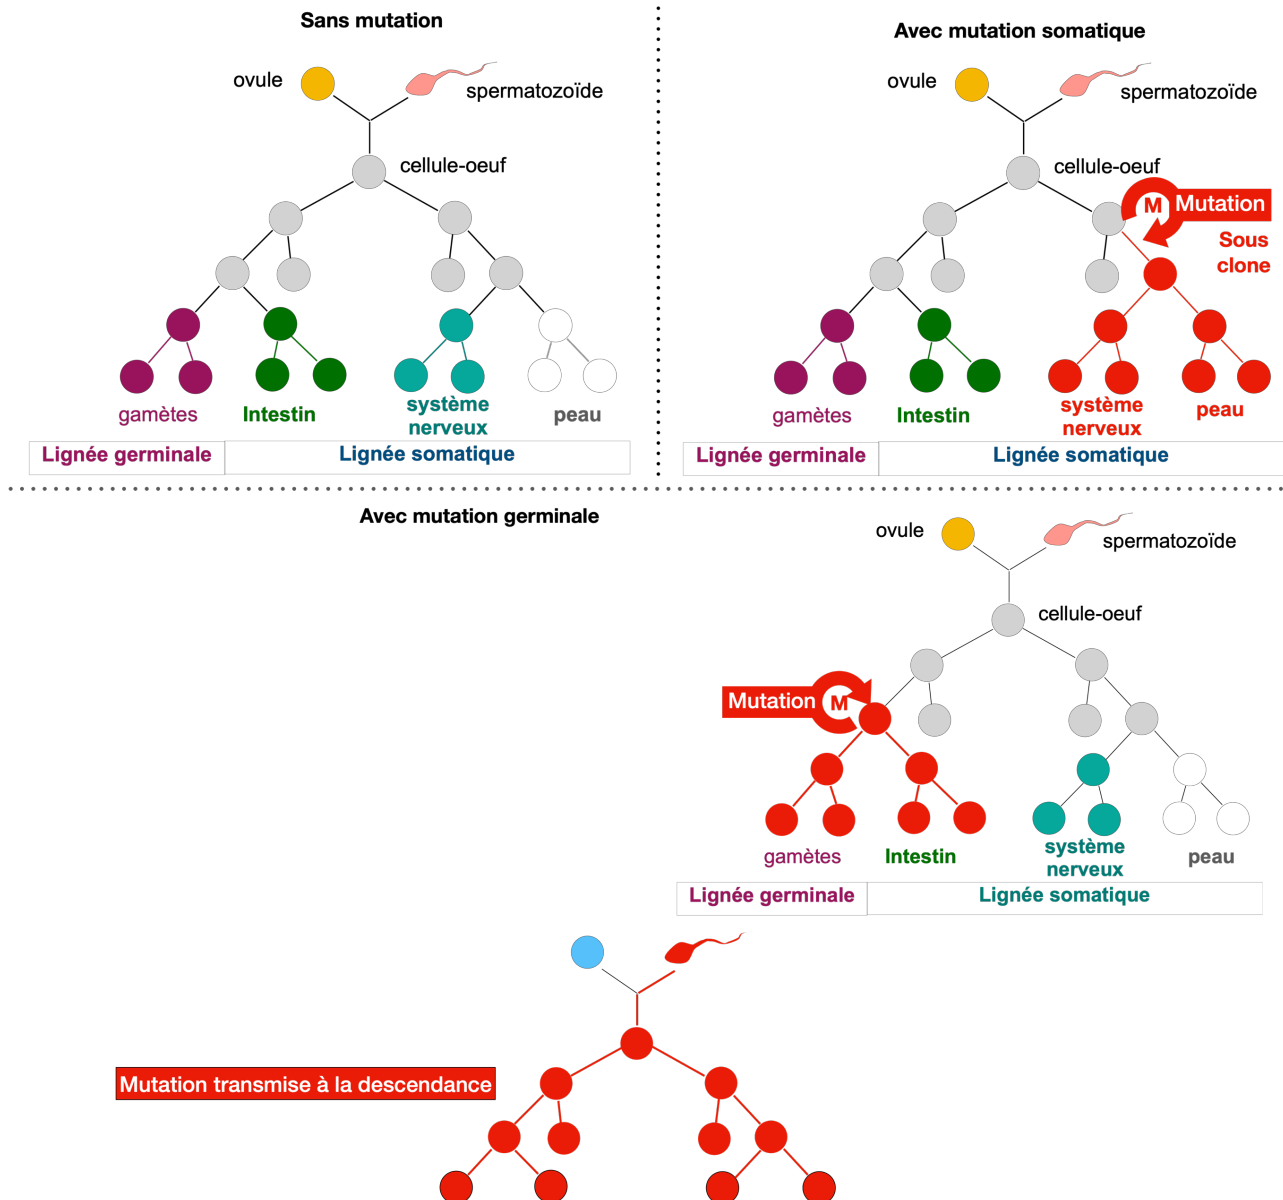 Sans mutation
ovule
spermatozoïde
cellule-oeuf
gamètes
Intestin
système
nerveux
peau
Lignée germinale
Lignée somatique
Avec mutation somatique
ovule
spermatozoïde
cellule-oeuf
M
Mutation
Sous
clone
gamètes
Intestin
système
nerveux
peau
Lignée germinale
Lignée somatique
Avec mutation germinale
ovule
spermatozoïde
cellule-oeuf
Mutation
M
gamètes
Intestin
système
nerveux
peau
Lignée germinale
Lignée somatique
Mutation transmise à la descendance